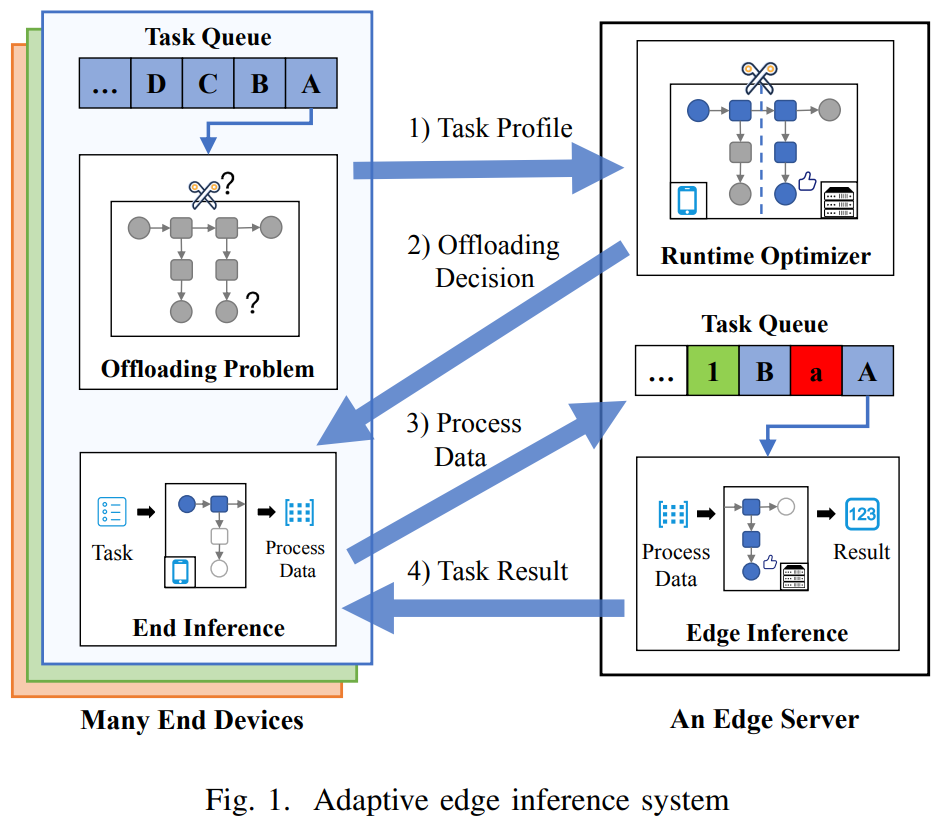 Task Queue
... D C B A
?
?
Offloading Problem
1) Task Profile
2) Offloading
Decision
3) Process
Data
4) Task Result
Task
Process
Data
End Inference
Many End Devices
Runtime Optimizer
Task Queue
... 1 B a A
Process
Data
123
Result
Edge Inference
An Edge Server
Fig. 1. Adaptive edge inference system